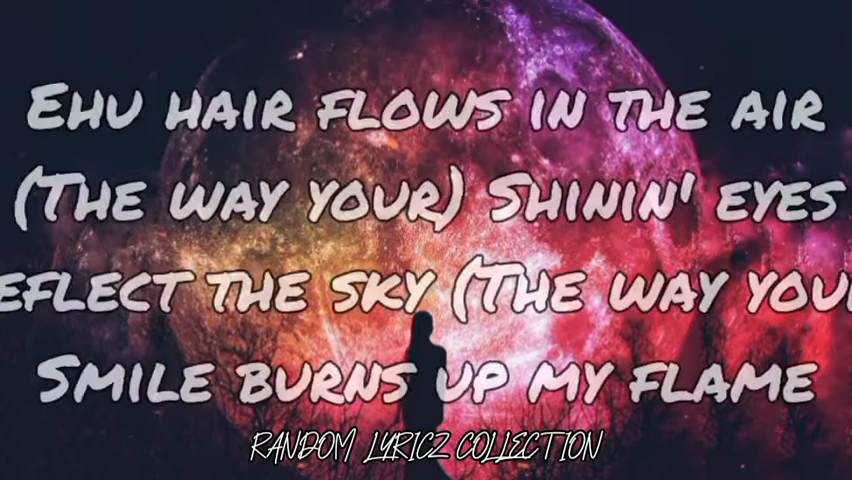 Ehu hair flows in the air
(The way your) Shinin' eyes
eflect the sky (The way you
Smile burns up my flame
RANDOM LYRICZ COLLECTION